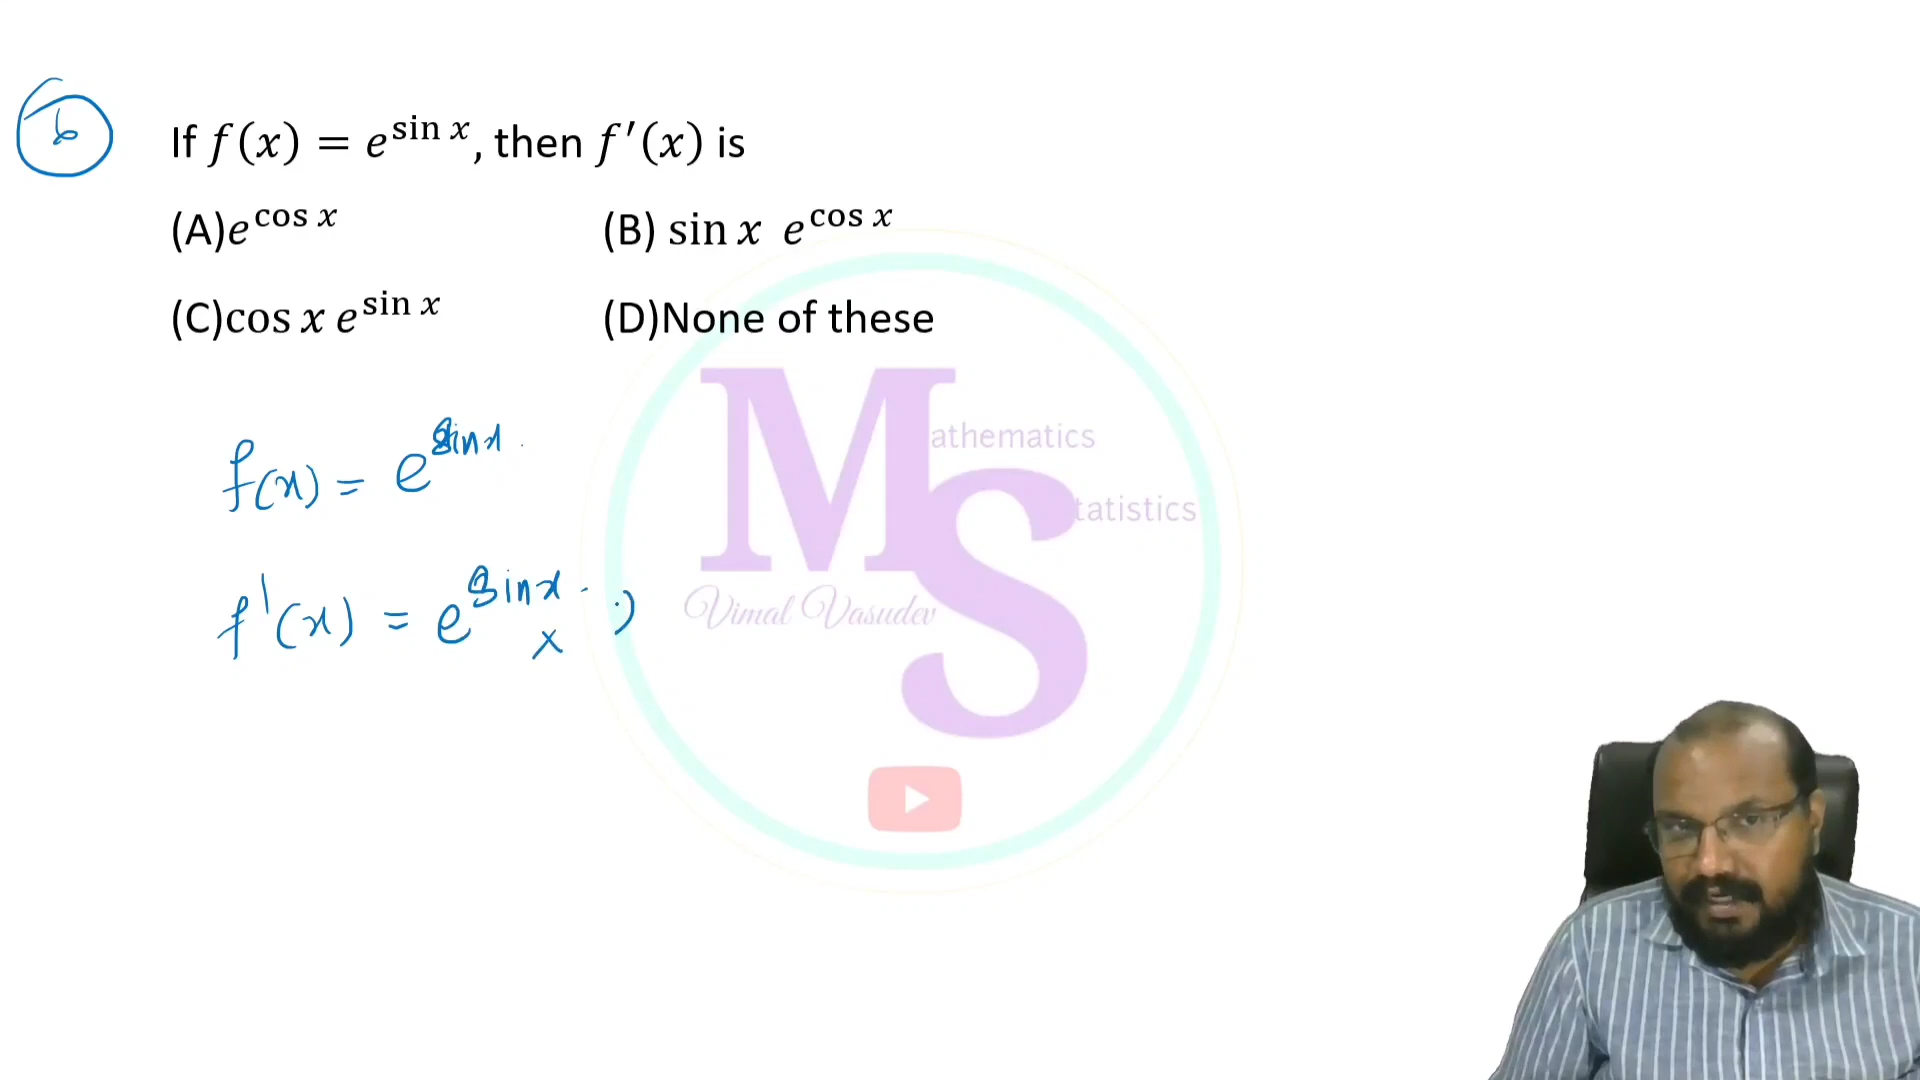 6
If f(x) = e^{sin x}, then f′(x) is
(A)e^{cos x} (B) sin x e^{cos x}
(C)cos x e^{sin x} (D)None of these
f(x) = e^{sin x}
f'(x) = e^{sin x} ·
x
M athematics
S tatistics
Vimal Vasudev